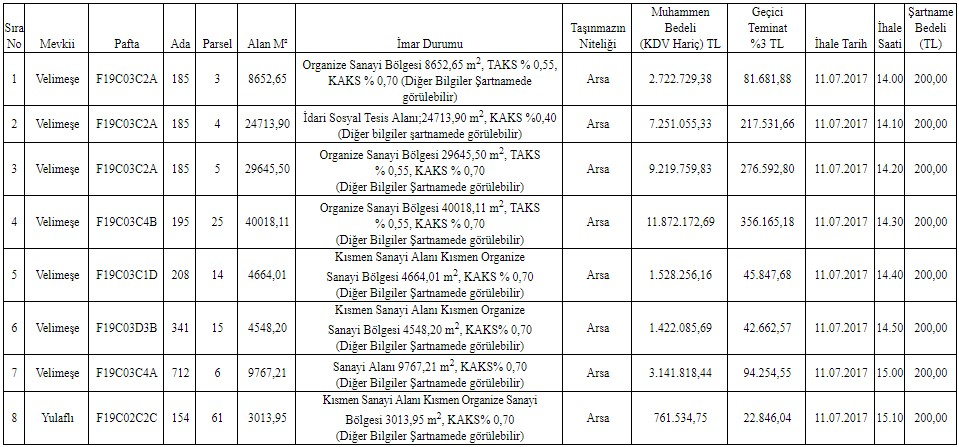 Sıra No Mevkii Pafta Ada Parsel Alan M² İmar Durumu Taşınmazın Niteliği Muhammen Bedeli (KDV Hariç) TL Geçici Teminat %3 TL İhale Tarih İhale Saati Şartname Bedeli (TL)
1 Velimeşe F19C03C2A 185 3 8652,65 Organize Sanayi Bölgesi 8652,65 m², TAKS % 0,55, KAKS % 0,70 (Diğer Bilgiler Şartnamede görülebilir) Arsa 2.722.729,38 81.681,88 11.07.2017 14.00 200,00
2 Velimeşe F19C03C2A 185 4 24713,90 İdari Sosyal Tesis Alanı;24713,90 m², KAKS %0,40 (Diğer bilgiler şartnamede görülebilir) Arsa 7.251.055,33 217.531,66 11.07.2017 14.10 200,00
3 Velimeşe F19C03C2A 185 5 29645,50 Organize Sanayi Bölgesi 29645,50 m², TAKS % 0,55, KAKS % 0,70 (Diğer Bilgiler Şartnamede görülebilir) Arsa 9.219.759,83 276.592,80 11.07.2017 14.20 200,00
4 Velimeşe F19C03C4B 195 25 40018,11 Organize Sanayi Bölgesi 40018,11 m², TAKS % 0,55, KAKS % 0,70 (Diğer Bilgiler Şartnamede görülebilir) Arsa 11.872.172,69 356.165,18 11.07.2017 14.30 200,00
5 Velimeşe F19C03C1D 208 14 4664,01 Kısmen Sanayi Alanı Kısmen Organize Sanayi Bölgesi 4664,01 m², KAKS % 0,70 (Diğer Bilgiler Şartnamede görülebilir) Arsa 1.528.256,16 45.847,68 11.07.2017 14.40 200,00
6 Velimeşe F19C03D3B 341 15 4548,20 Kısmen Sanayi Alanı Kısmen Organize Sanayi Bölgesi 4548,20 m², KAKS% 0,70 (Diğer Bilgiler Şartnamede görülebilir) Arsa 1.422.085,69 42.662,57 11.07.2017 14.50 200,00
7 Velimeşe F19C03C4A 712 6 9767,21 Sanayi Alanı 9767,21 m², KAKS% 0,70 (Diğer Bilgiler Şartnamede görülebilir) Arsa 3.141.818,44 94.254,55 11.07.2017 15.00 200,00
8 Yulaflı F19C02C2C 154 61 3013,95 Kısmen Sanayi Alanı Kısmen Organize Sanayi Bölgesi 3013,95 m², KAKS% 0,70 (Diğer Bilgiler Şartnamede görülebilir) Arsa 761.534,75 22.846,04 11.07.2017 15.10 200,00